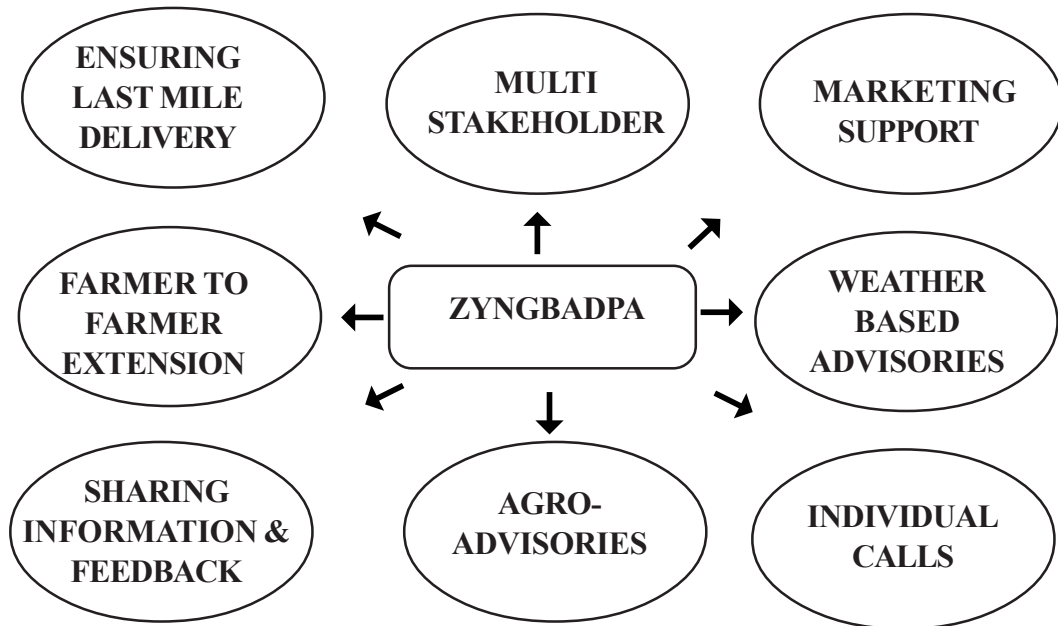 ENSURING
LAST MILE
DELIVERY
MULTI
STAKEHOLDER
MARKETING
SUPPORT
FARMER TO
FARMER
EXTENSION
ZYNGBADPA
WEATHER
BASED
ADVISORIES
SHARING
INFORMATION &
FEEDBACK
AGRO-
ADVISORIES
INDIVIDUAL
CALLS